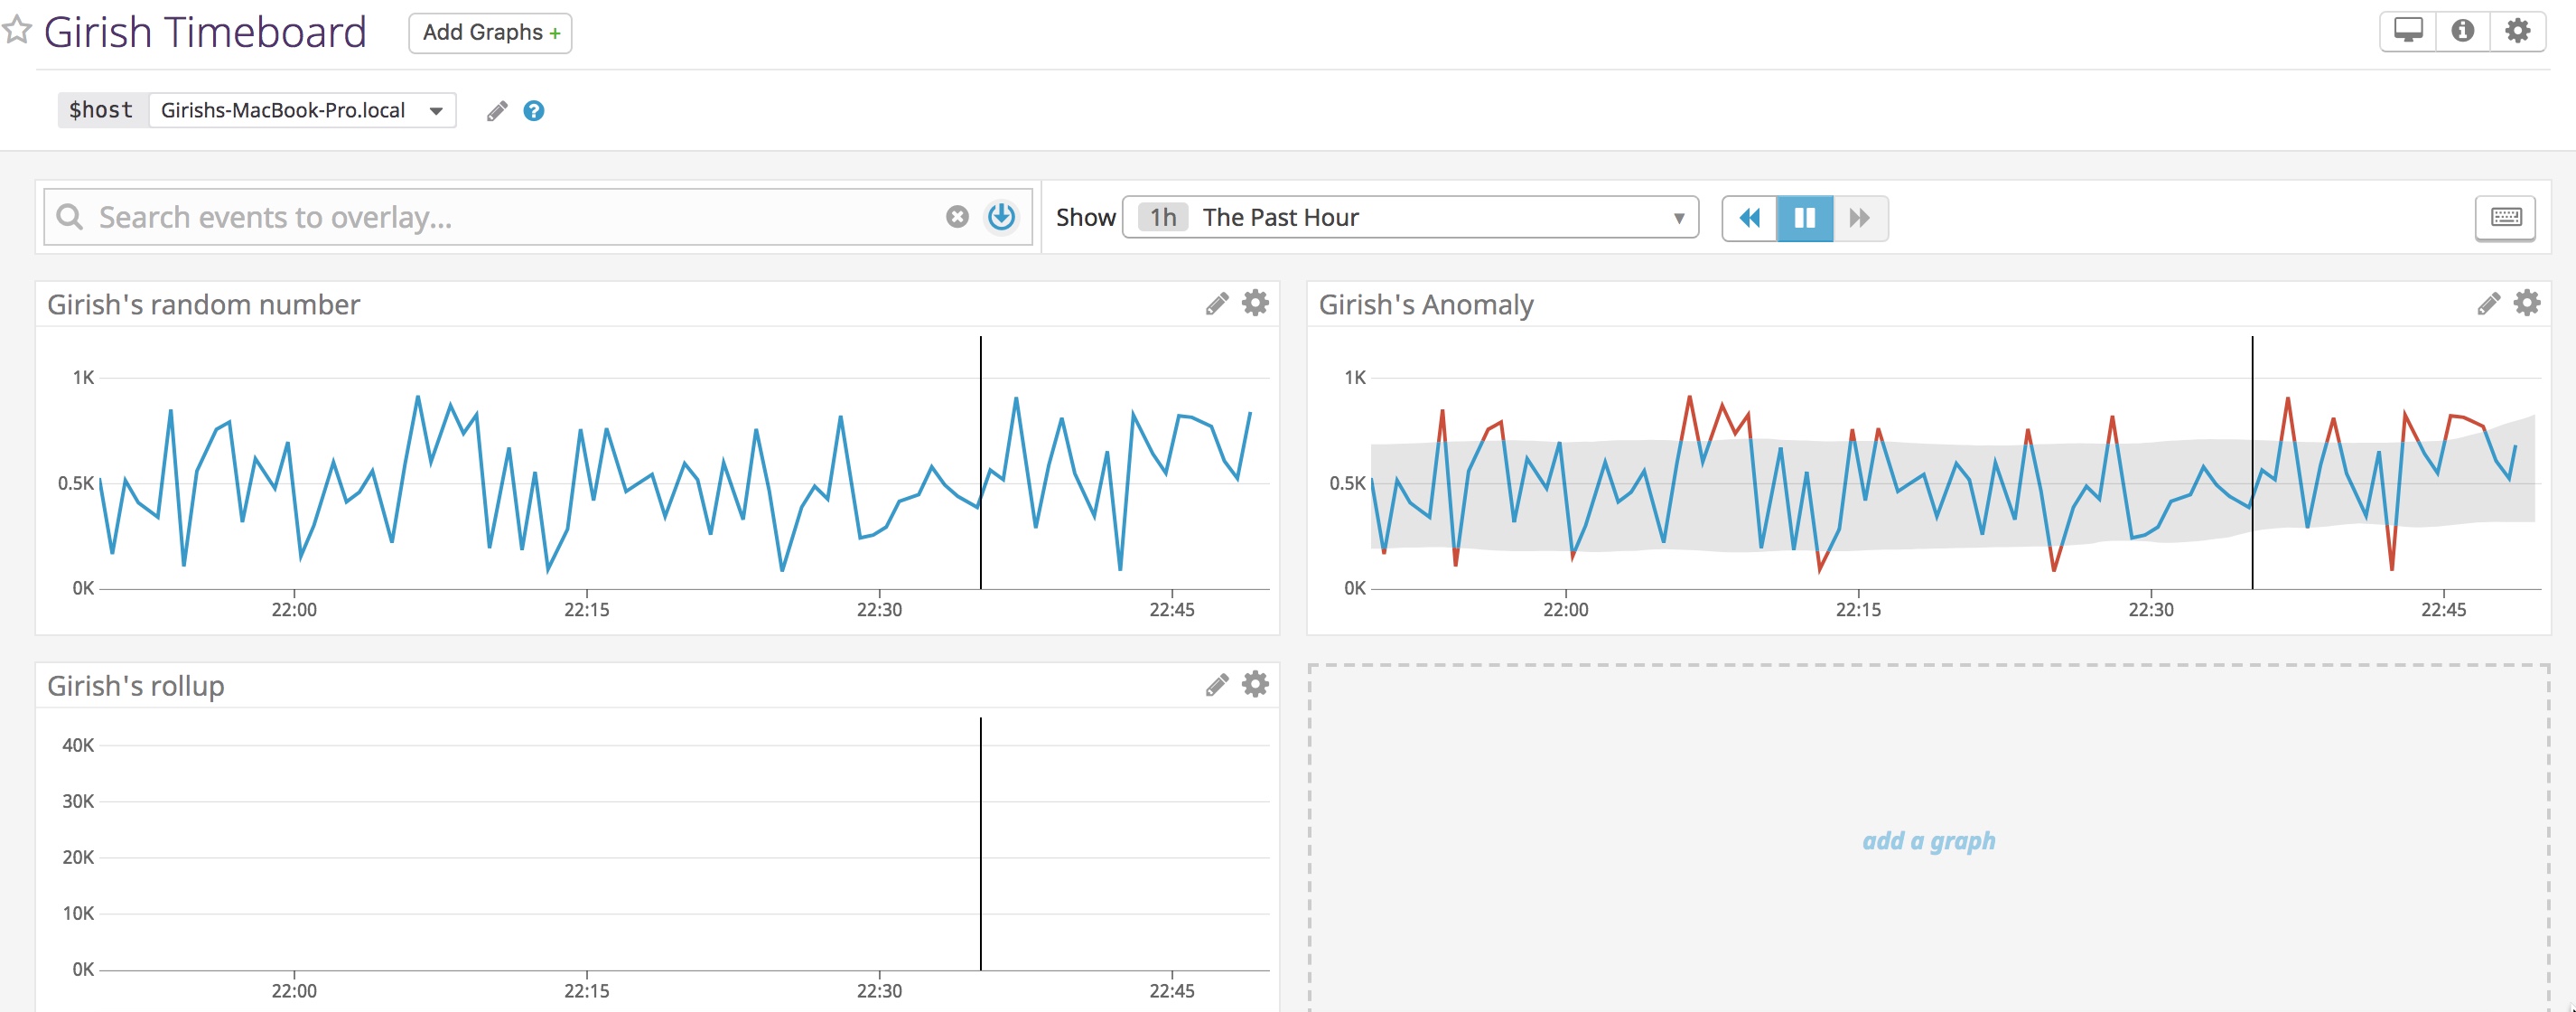 Girish Timeboard
Add Graphs +
$host Girishs-MacBook-Pro.local
Search events to overlay...
Show 1h The Past Hour
Girish's random number
1K
0.5K
0K
22:00 22:15 22:30 22:45
Girish's Anomaly
1K
0.5K
0K
22:00 22:15 22:30 22:45
Girish's rollup
40K
30K
20K
10K
0K
22:00 22:15 22:30 22:45
add a graph